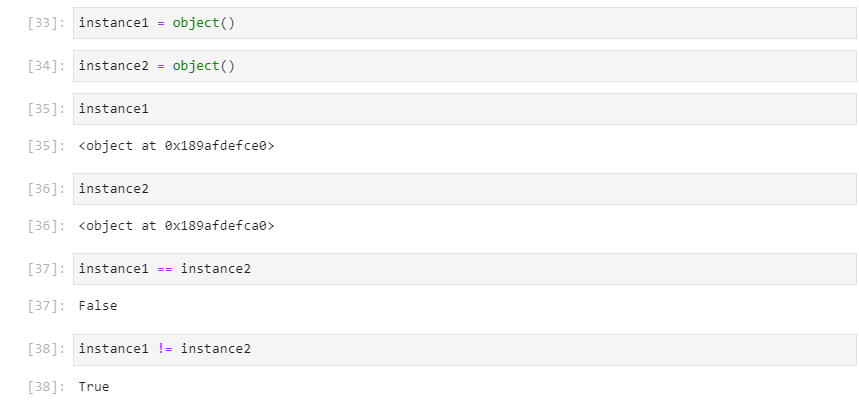 [33]: instance1 = object()
[34]: instance2 = object()
[35]: instance1
[35]: <object at 0x189afdefce0>
[36]: instance2
[36]: <object at 0x189afdefca0>
[37]: instance1 == instance2
[37]: False
[38]: instance1 != instance2
[38]: True